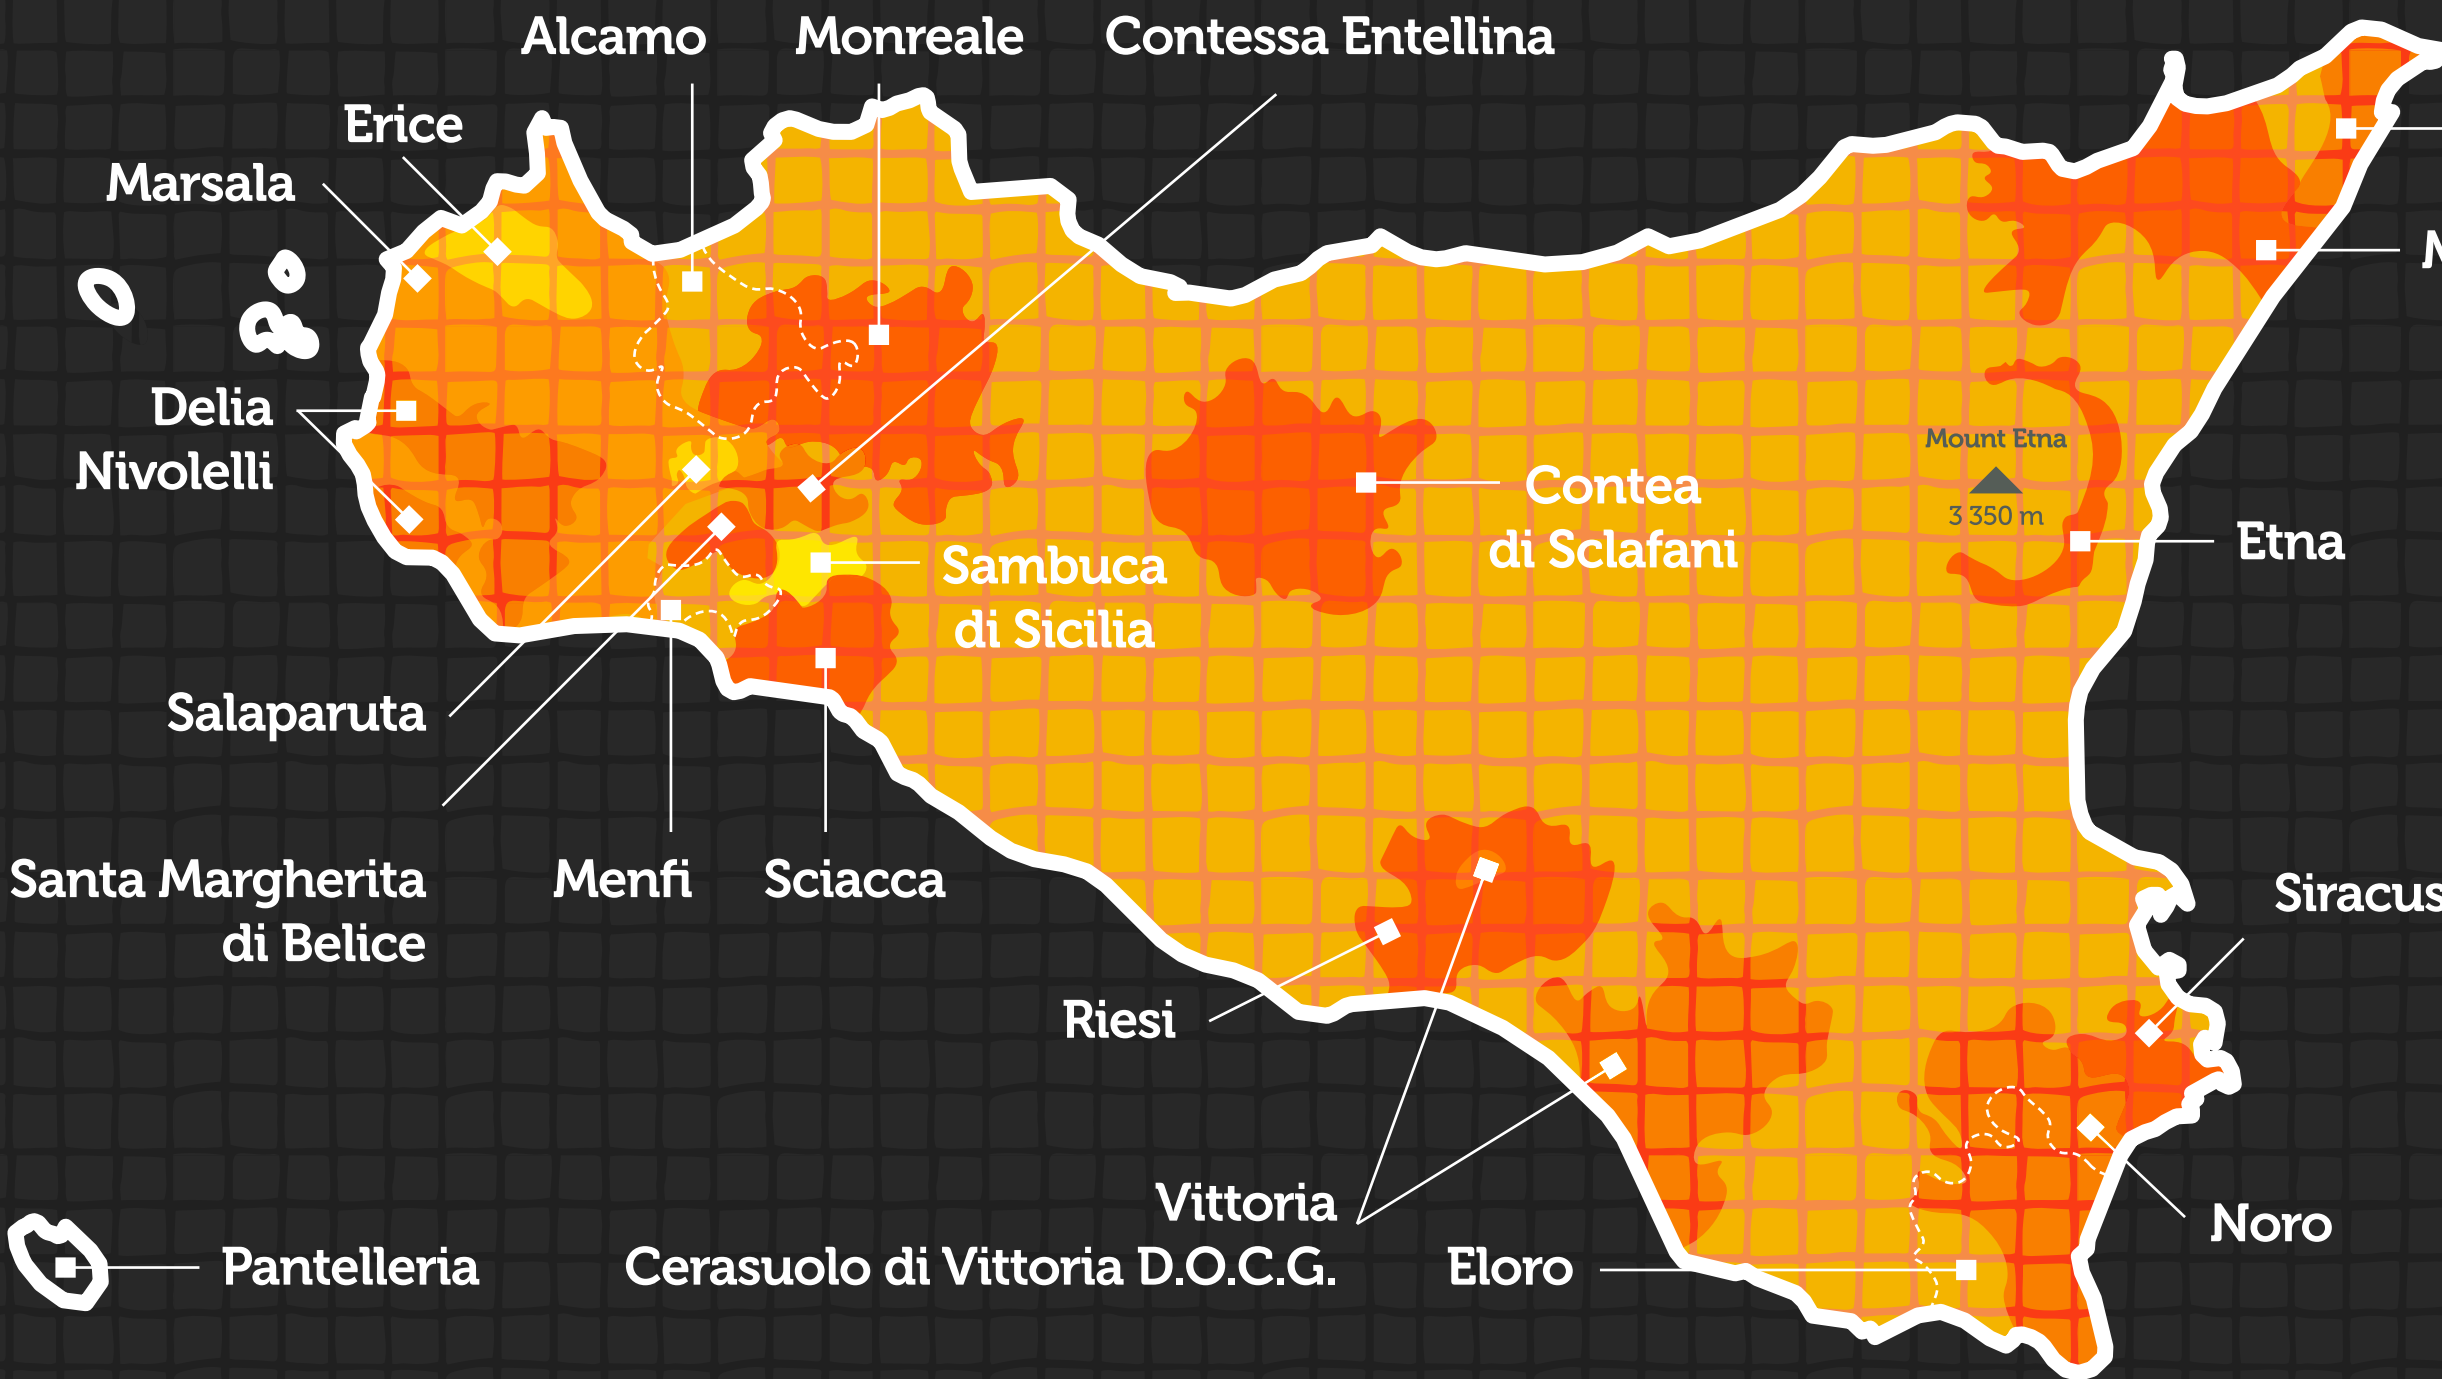 Alcamo
Monreale
Contessa Entellina
Erice
Marsala
Delia
Nivolelli
Mount Etna
3 350 m
Etna
Contea
di Sclafani
Sambuca
di Sicilia
Salaparuta
Santa Margherita
di Belice
Menfi
Sciacca
Siracus
Riesi
Vittoria
Cerasuolo di Vittoria D.O.C.G.
Eloro
Noro
Pantelleria